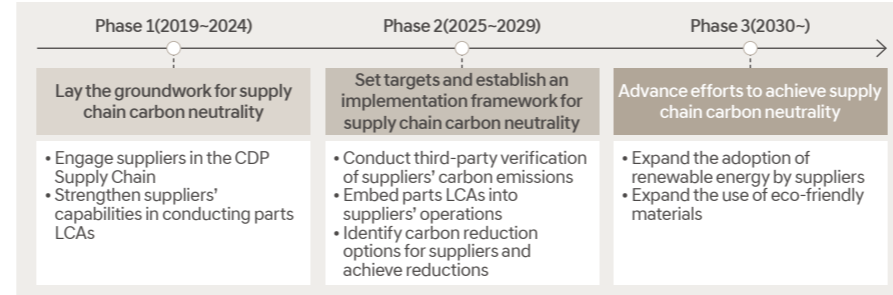 Phase 1(2019~2024)
Phase 2(2025~2029)
Phase 3(2030~)
Lay the groundwork for supply
chain carbon neutrality
Set targets and establish an
implementation framework for
supply chain carbon neutrality
Advance efforts to achieve supply
chain carbon neutrality
• Engage suppliers in the CDP
Supply Chain
• Strengthen suppliers’
capabilities in conducting parts
LCAs
• Conduct third-party verification
of suppliers’ carbon emissions
• Embed parts LCAs into
suppliers’ operations
• Identify carbon reduction
options for suppliers and
achieve reductions
• Expand the adoption of
renewable energy by suppliers
• Expand the use of eco-friendly
materials